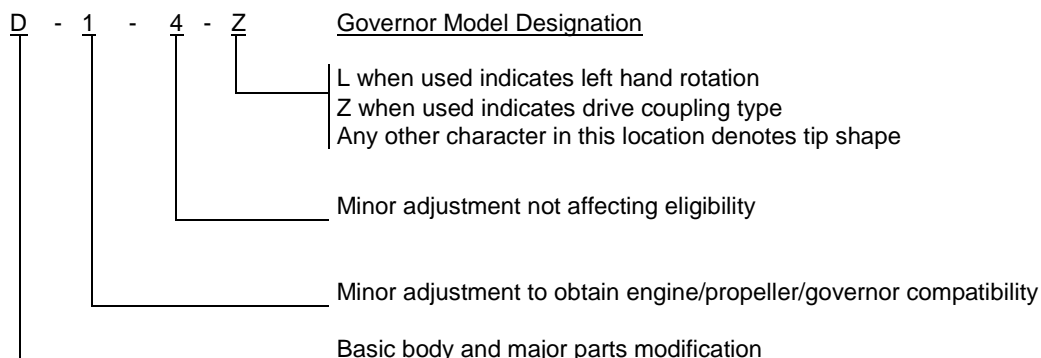 D - 1 - 4 - Z Governor Model Designation
L when used indicates left hand rotation
Z when used indicates drive coupling type
Any other character in this location denotes tip shape
Minor adjustment not affecting eligibility
Minor adjustment to obtain engine/propeller/governor compatibility
Basic body and major parts modification